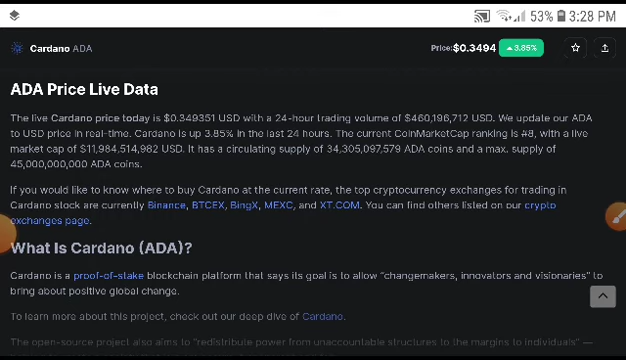 53% 3:28 PM
Cardano ADA Price:$0.3494 ▲ 3.85%
ADA Price Live Data
The live Cardano price today is $0.349351 USD with a 24-hour trading volume of $460,196,712 USD. We update our ADA
to USD price in real-time. Cardano is up 3.85% in the last 24 hours. The current CoinMarketCap ranking is #8, with a live
market cap of $11,984,514,982 USD. It has a circulating supply of 34,305,097,579 ADA coins and a max. supply of
45,000,000,000 ADA coins.
If you would like to know where to buy Cardano at the current rate, the top cryptocurrency exchanges for trading in
Cardano stock are currently Binance, BTCEX, BingX, MEXC, and XT.COM. You can find others listed on our crypto
exchanges page.
What Is Cardano (ADA)?
Cardano is a proof-of-stake blockchain platform that says its goal is to allow "changemakers, innovators and visionaries" to
bring about positive global change.
To learn more about this project, check out our deep dive of Cardano.
The open-source project also aims to "redistribute power from unaccountable structures to the margins to individuals" —